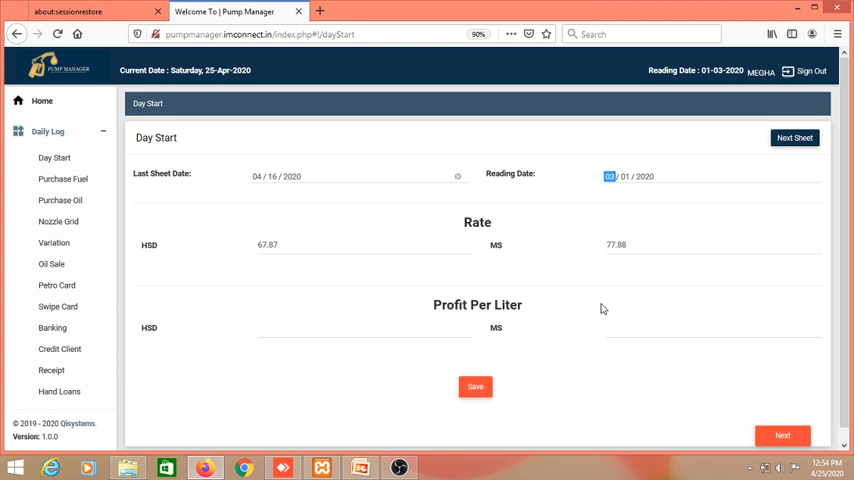 about:sessionrestore
Welcome To | Pump Manager
pumpmanager.imconnect.in/index.php#!/dayStart
90%
Search
PUMP MANAGER
Current Date : Saturday, 25-Apr-2020
Reading Date : 01-03-2020
MEGHA
Sign Out
Home
Day Start
Daily Log
Day Start
Next Sheet
Day Start
Last Sheet Date:
04 / 16 / 2020
Reading Date:
03 / 01 / 2020
Purchase Fuel
Purchase Oil
Nozzle Grid
Rate
Variation
HSD
67.87
MS
77.88
Oil Sale
Petro Card
Swipe Card
Profit Per Liter
Banking
HSD
MS
Credit Client
Receipt
Hand Loans
Save
© 2019 - 2020 Qisystems.
Version: 1.0.0
Next
12:54 PM
4/25/2020